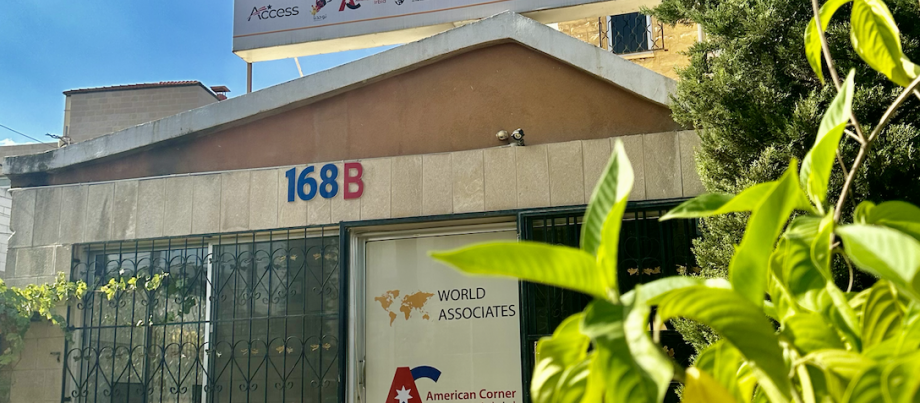 Access
168B
WORLD
ASSOCIATES
American Corner